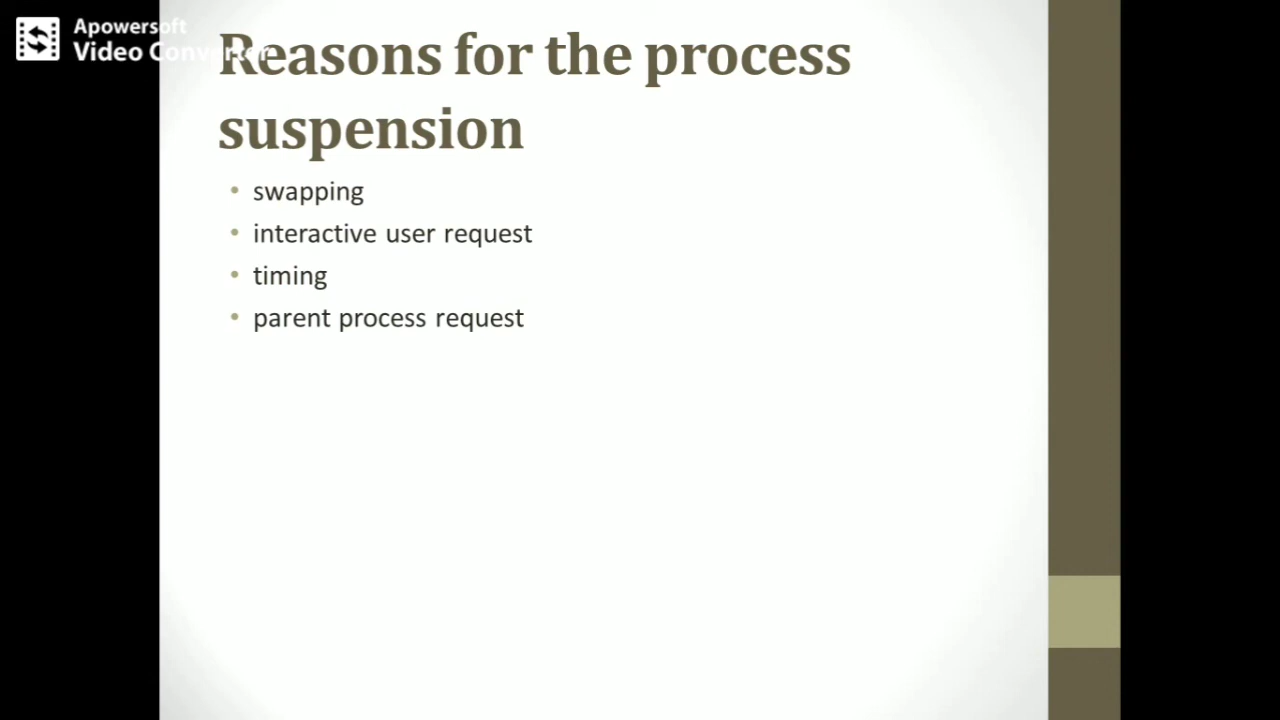 Apowersoft
Video Converter
Reasons for the process
suspension
• swapping
• interactive user request
• timing
• parent process request